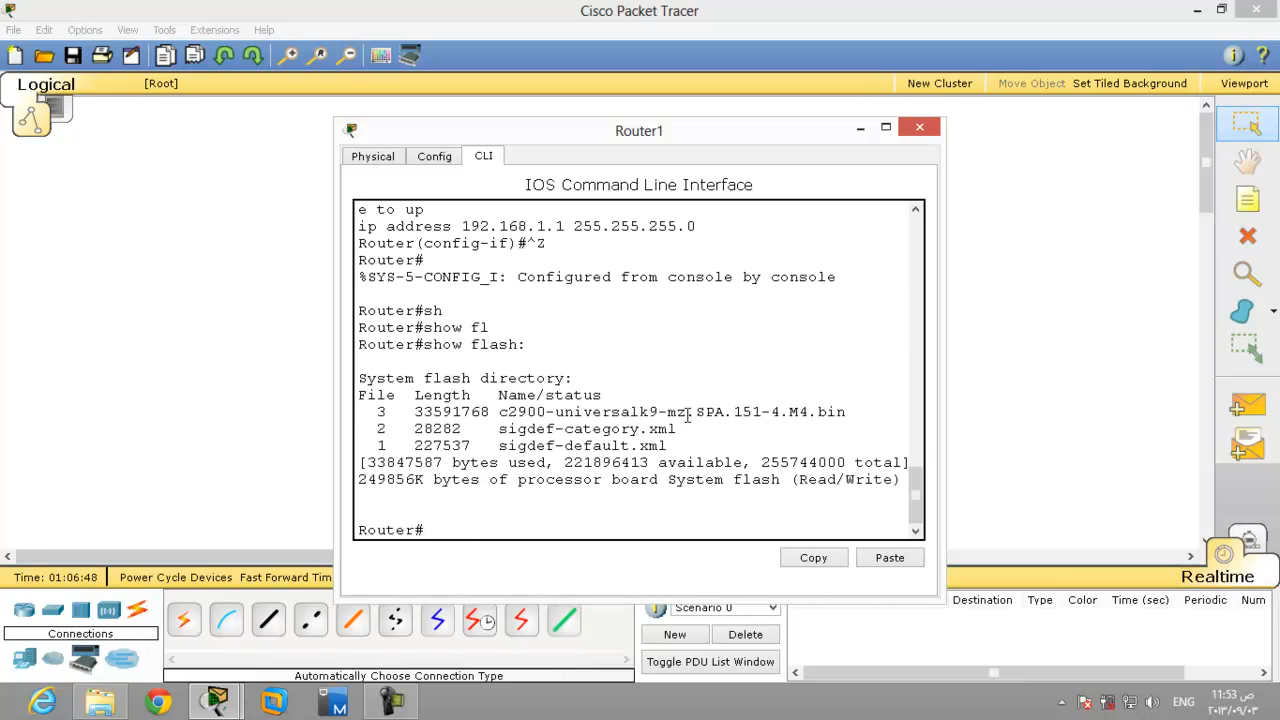 Cisco Packet Tracer
File Edit Options View Tools Extensions Help
Logical
[Root]
New Cluster
Move Object
Set Tiled Background
Viewport
Router1
Physical
Config
CLI
IOS Command Line Interface
e to up
ip address 192.168.1.1 255.255.255.0
Router(config-if)#^Z
Router#
%SYS-5-CONFIG_I: Configured from console by console
Router#sh
Router#show fl
Router#show flash:
System flash directory:
File Length Name/status
3 33591768 c2900-universalk9-mz.SPA.151-4.M4.bin
2 28282 sigdef-category.xml
1 227537 sigdef-default.xml
[33847587 bytes used, 221896413 available, 255744000 total]
249856K bytes of processor board System flash (Read/Write)
Router#
Copy
Paste
Time: 01:06:48
Power Cycle Devices Fast Forward Tim
Realtime
Connections
Automatically Choose Connection Type
Scenario 0
New
Delete
Toggle PDU List Window
Destination Type Color Time (sec) Periodic Num
ENG
11:53 ص
٢٠١٣/٠٩/٠٣